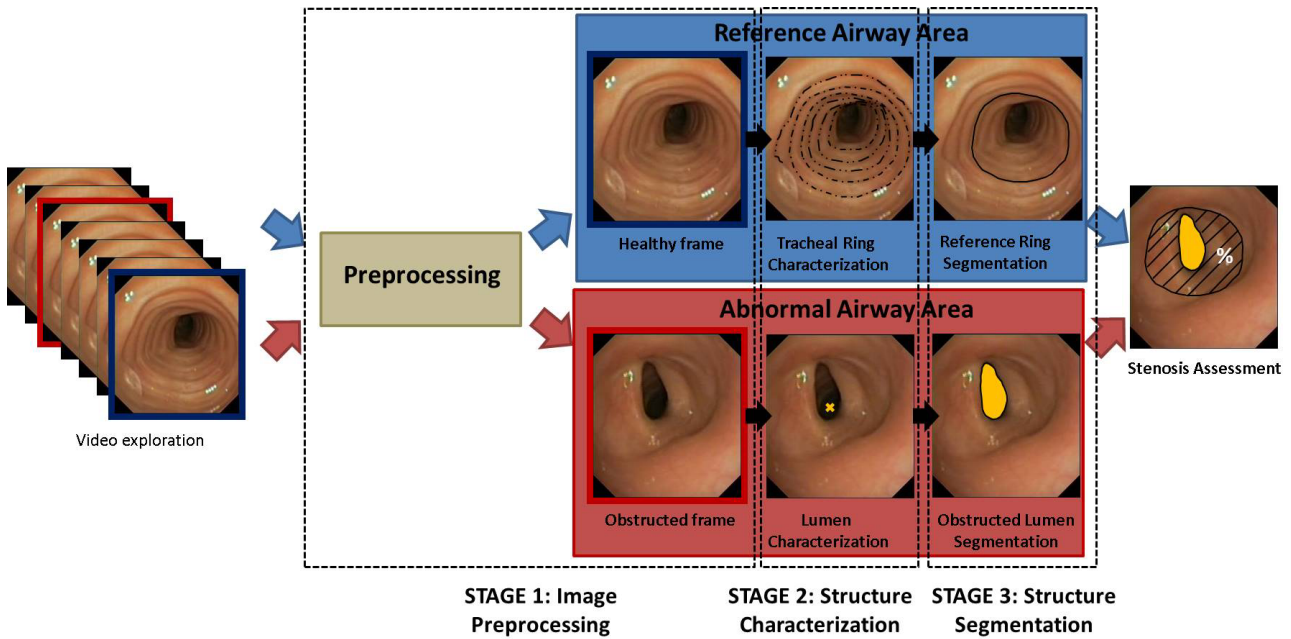 Reference Airway Area
Healthy frame
Tracheal Ring
Characterization
Reference Ring
Segmentation
Preprocessing
%
Abnormal Airway Area
Stenosis Assessment
Video exploration
Obstructed frame
Lumen
Characterization
Obstructed Lumen
Segmentation
STAGE 1: Image
Preprocessing
STAGE 2: Structure
Characterization
STAGE 3: Structure
Segmentation